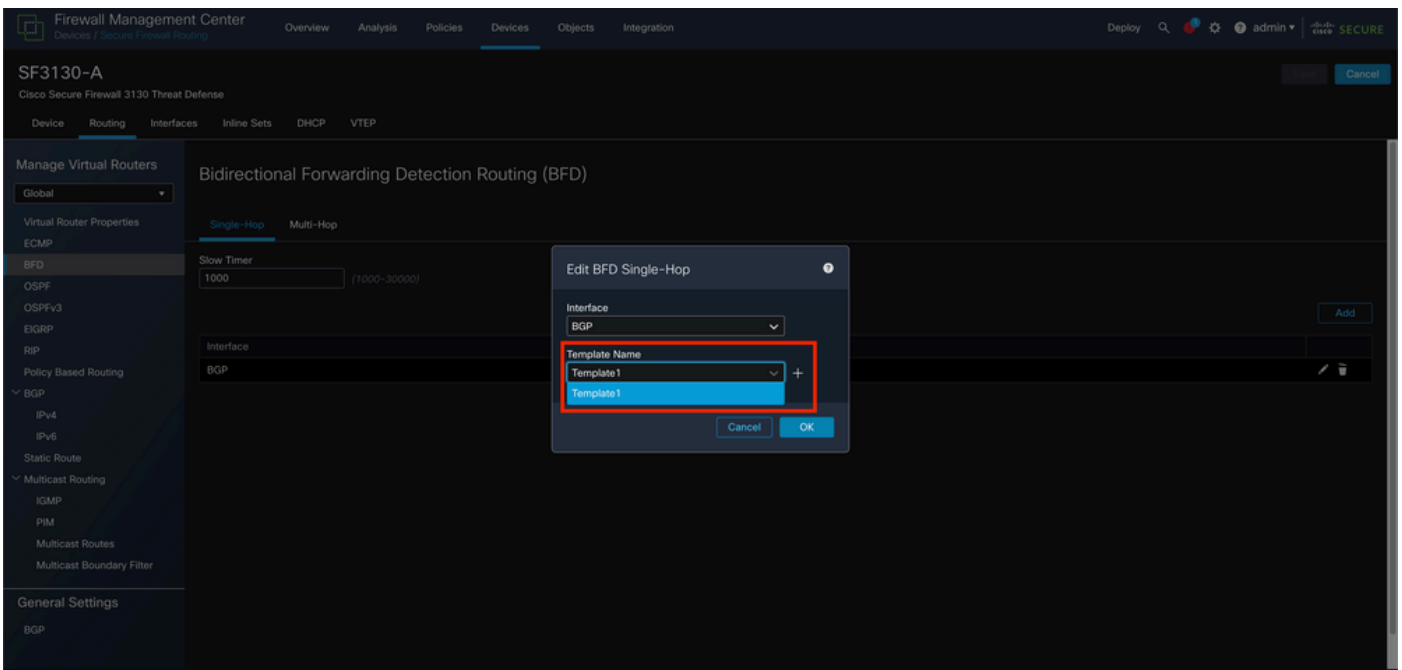 Firewall Management Center
Devices / Secure Firewall Routing
Overview Analysis Policies Devices Objects Integration Deploy admin SECURE
cisco
SF3130-A
Cisco Secure Firewall 3130 Threat Defense
Cancel
Device Routing Interfaces Inline Sets DHCP VTEP
Manage Virtual Routers
Global
Virtual Router Properties
ECMP
BFD
OSPF
OSPFv3
EIGRP
RIP
Policy Based Routing
BGP
IPv4
IPv6
Static Route
Multicast Routing
IGMP
PIM
Multicast Routes
Multicast Boundary Filter
General Settings
BGP
Bidirectional Forwarding Detection Routing (BFD)
Single-Hop Multi-Hop
Slow Timer
1000 (1000-30000)
Add
Interface
BGP
Edit BFD Single-Hop
Interface
BGP
Template Name
Template1
Template1
Cancel OK